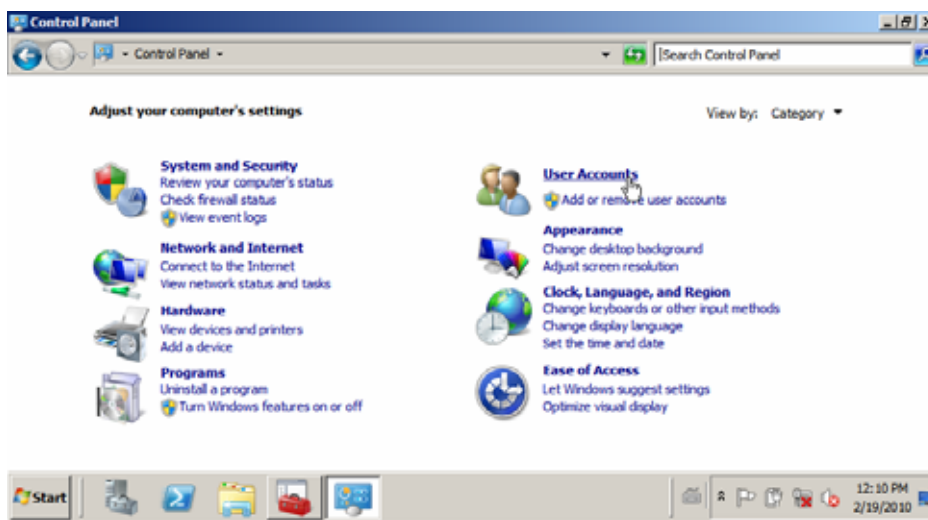 Control Panel
Control Panel
Search Control Panel
Adjust your computer's settings
View by: Category
System and Security
Review your computer's status
Check firewall status
View event logs
Network and Internet
Connect to the Internet
View network status and tasks
Hardware
View devices and printers
Add a device
Programs
Uninstall a program
Turn Windows features on or off
User Accounts
Add or remove user accounts
Appearance
Change desktop background
Adjust screen resolution
Clock, Language, and Region
Change keyboards or other input methods
Change display language
Set the time and date
Ease of Access
Let Windows suggest settings
Optimize visual display
Start
12:10 PM
2/19/2010